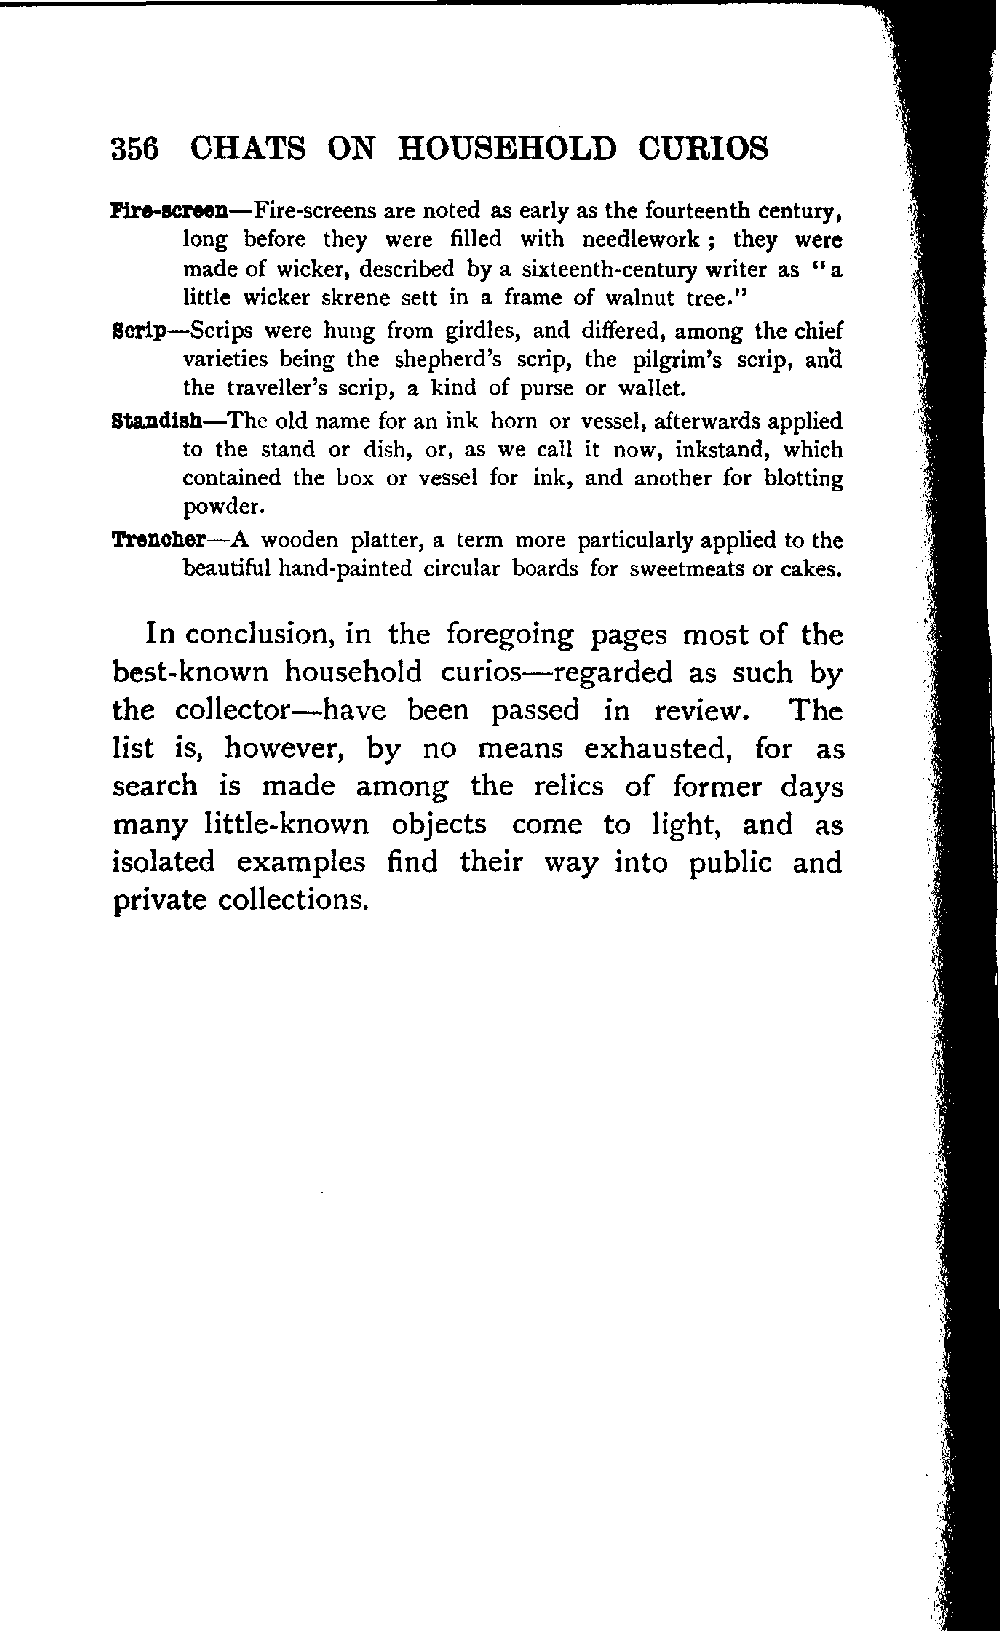 356 CHATS ON HOUSEHOLD CURIOS
Fire-screen—Fire-screens are noted as early as the fourteenth century,
long before they were filled with needlework ; they were
made of wicker, described by a sixteenth-century writer as "a
little wicker skrene sett in a frame of walnut tree."
Scrip—Scrips were hung from girdles, and differed, among the chief
varieties being the shepherd's scrip, the pilgrim's scrip, and
the traveller's scrip, a kind of purse or wallet.
Standish—The old name for an ink horn or vessel, afterwards applied
to the stand or dish, or, as we call it now, inkstand, which
contained the box or vessel for ink, and another for blotting
powder.
Trencher—A wooden platter, a term more particularly applied to the
beautiful hand-painted circular boards for sweetmeats or cakes.
In conclusion, in the foregoing pages most of the
best-known household curios—regarded as such by
the collector—have been passed in review. The
list is, however, by no means exhausted, for as
search is made among the relics of former days
many little-known objects come to light, and as
isolated examples find their way into public and
private collections.